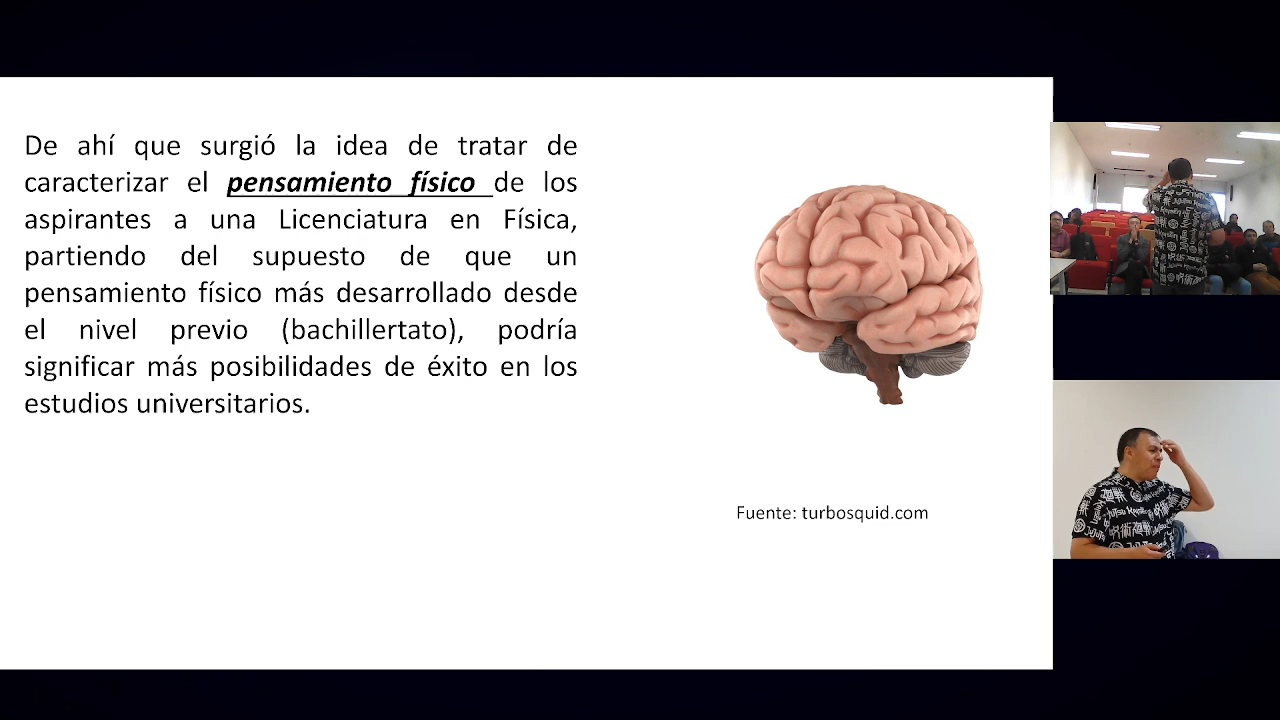 De ahí que surgió la idea de tratar de
caracterizar el pensamiento físico de los
aspirantes a una Licenciatura en Física,
partiendo del supuesto de que un
pensamiento físico más desarrollado desde
el nivel previo (bachillertato), podría
significar más posibilidades de éxito en los
estudios universitarios.
Fuente: turbosquid.com